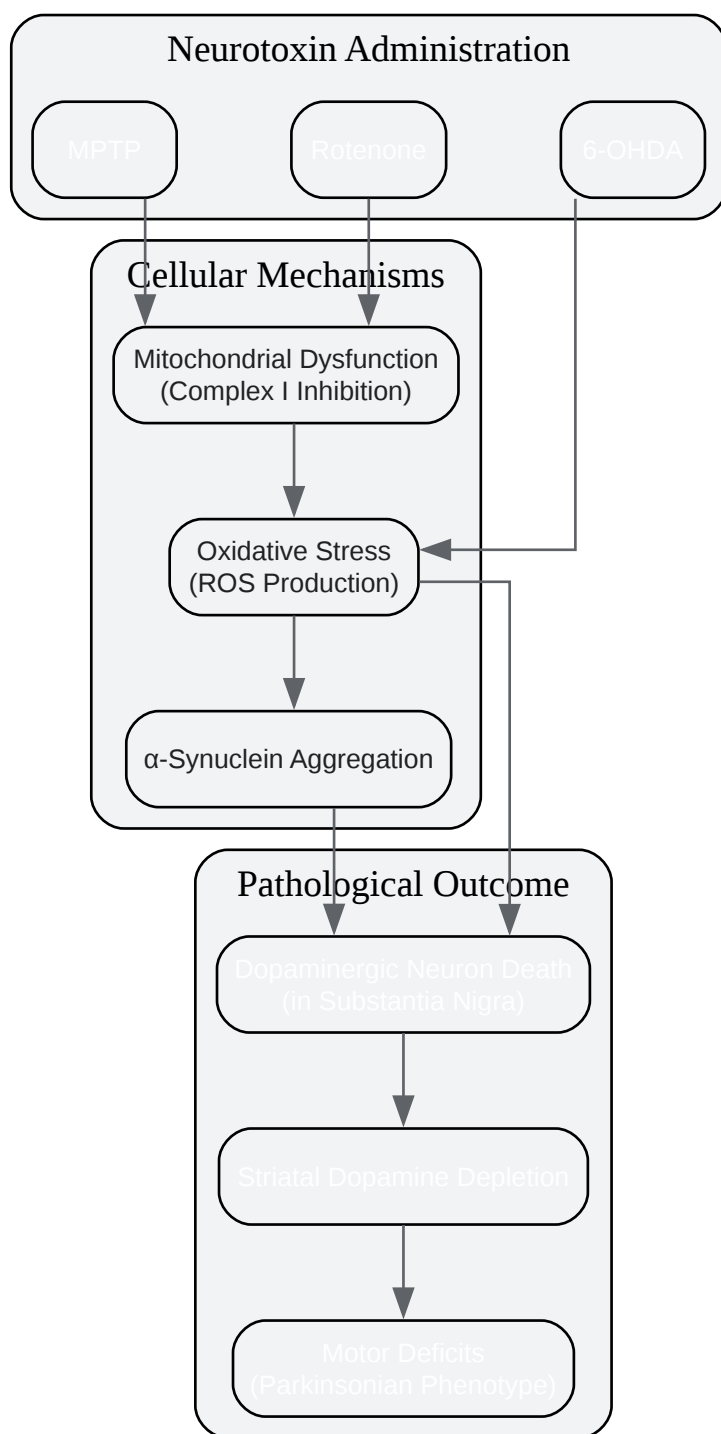 Neurotoxin Administration
MPTP
Rotenone
6-OHDA
Cellular Mechanisms
Mitochondrial Dysfunction
(Complex I Inhibition)
Oxidative Stress
(ROS Production)
α-Synuclein Aggregation
Pathological Outcome
Dopaminergic Neuron Death
(in Substantia Nigra)
Striatal Dopamine Depletion
Motor Deficits
(Parkinsonian Phenotype)